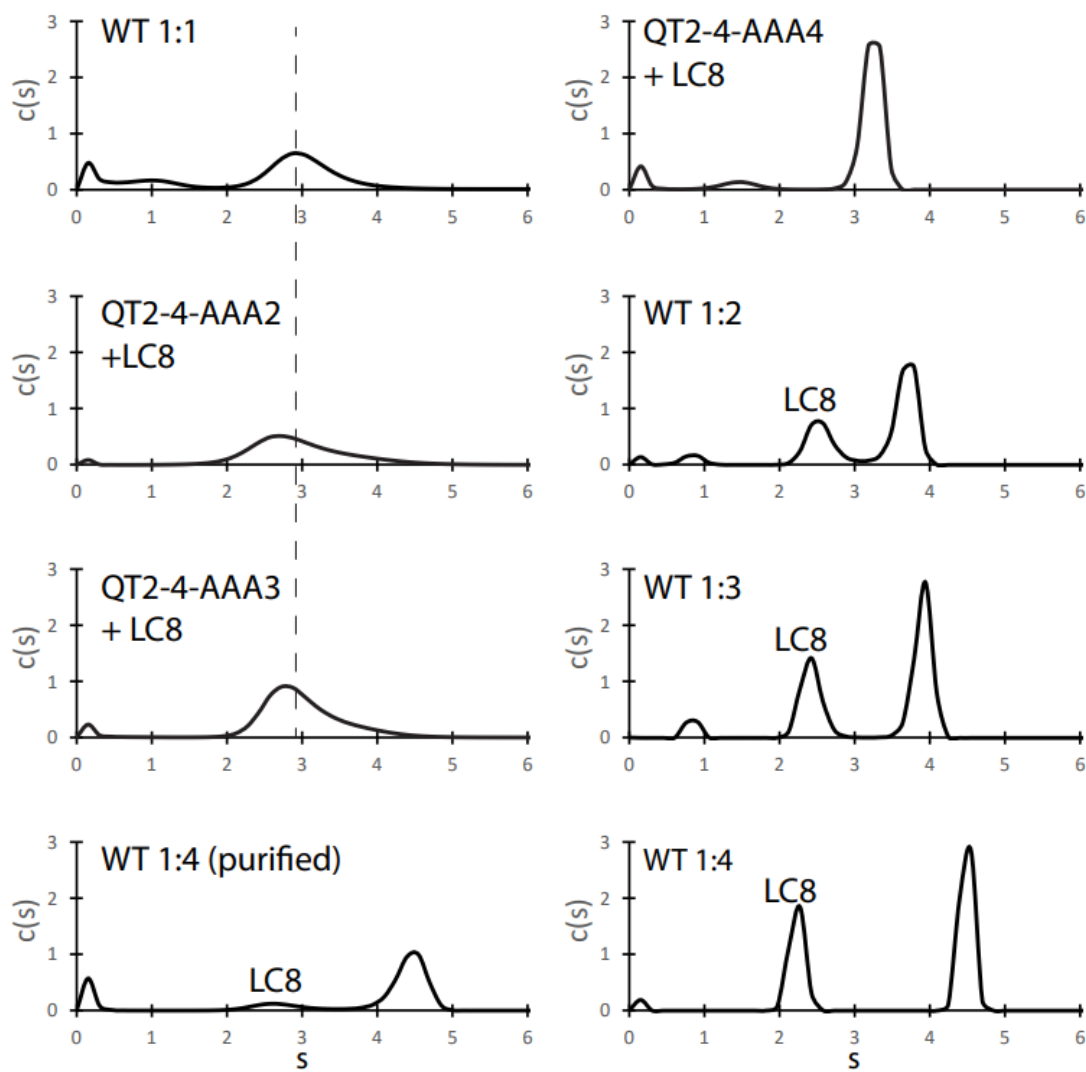 WT 1:1
c(s)
3
2
1
0
0 1 2 3 4 5 6
QT2-4-AAA4
+ LC8
c(s)
3
2
1
0
0 1 2 3 4 5 6
QT2-4-AAA2
+LC8
c(s)
3
2
1
0
0 1 2 3 4 5 6
WT 1:2
LC8
c(s)
3
2
1
0
0 1 2 3 4 5 6
QT2-4-AAA3
+ LC8
c(s)
3
2
1
0
0 1 2 3 4 5 6
WT 1:3
LC8
c(s)
3
2
1
0
0 1 2 3 4 5 6
WT 1:4 (purified)
LC8
c(s)
3
2
1
0
0 1 2 3 4 5 6
s
WT 1:4
LC8
c(s)
3
2
1
0
0 1 2 3 4 5 6
s